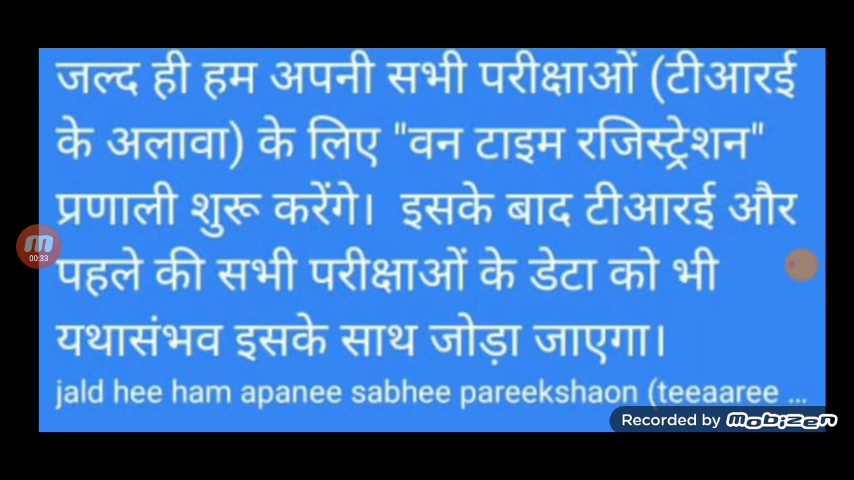 जल्द ही हम अपनी सभी परीक्षाओं (टीआरई
के अलावा) के लिए "वन टाइम रजिस्ट्रेशन"
प्रणाली शुरू करेंगे। इसके बाद टीआरई और
00:33
पहले की सभी परीक्षाओं के डेटा को भी
यथासंभव इसके साथ जोड़ा जाएगा।
jald hee ham apanee sabhee pareekshaon (teeaaree ...
Recorded by mobizen